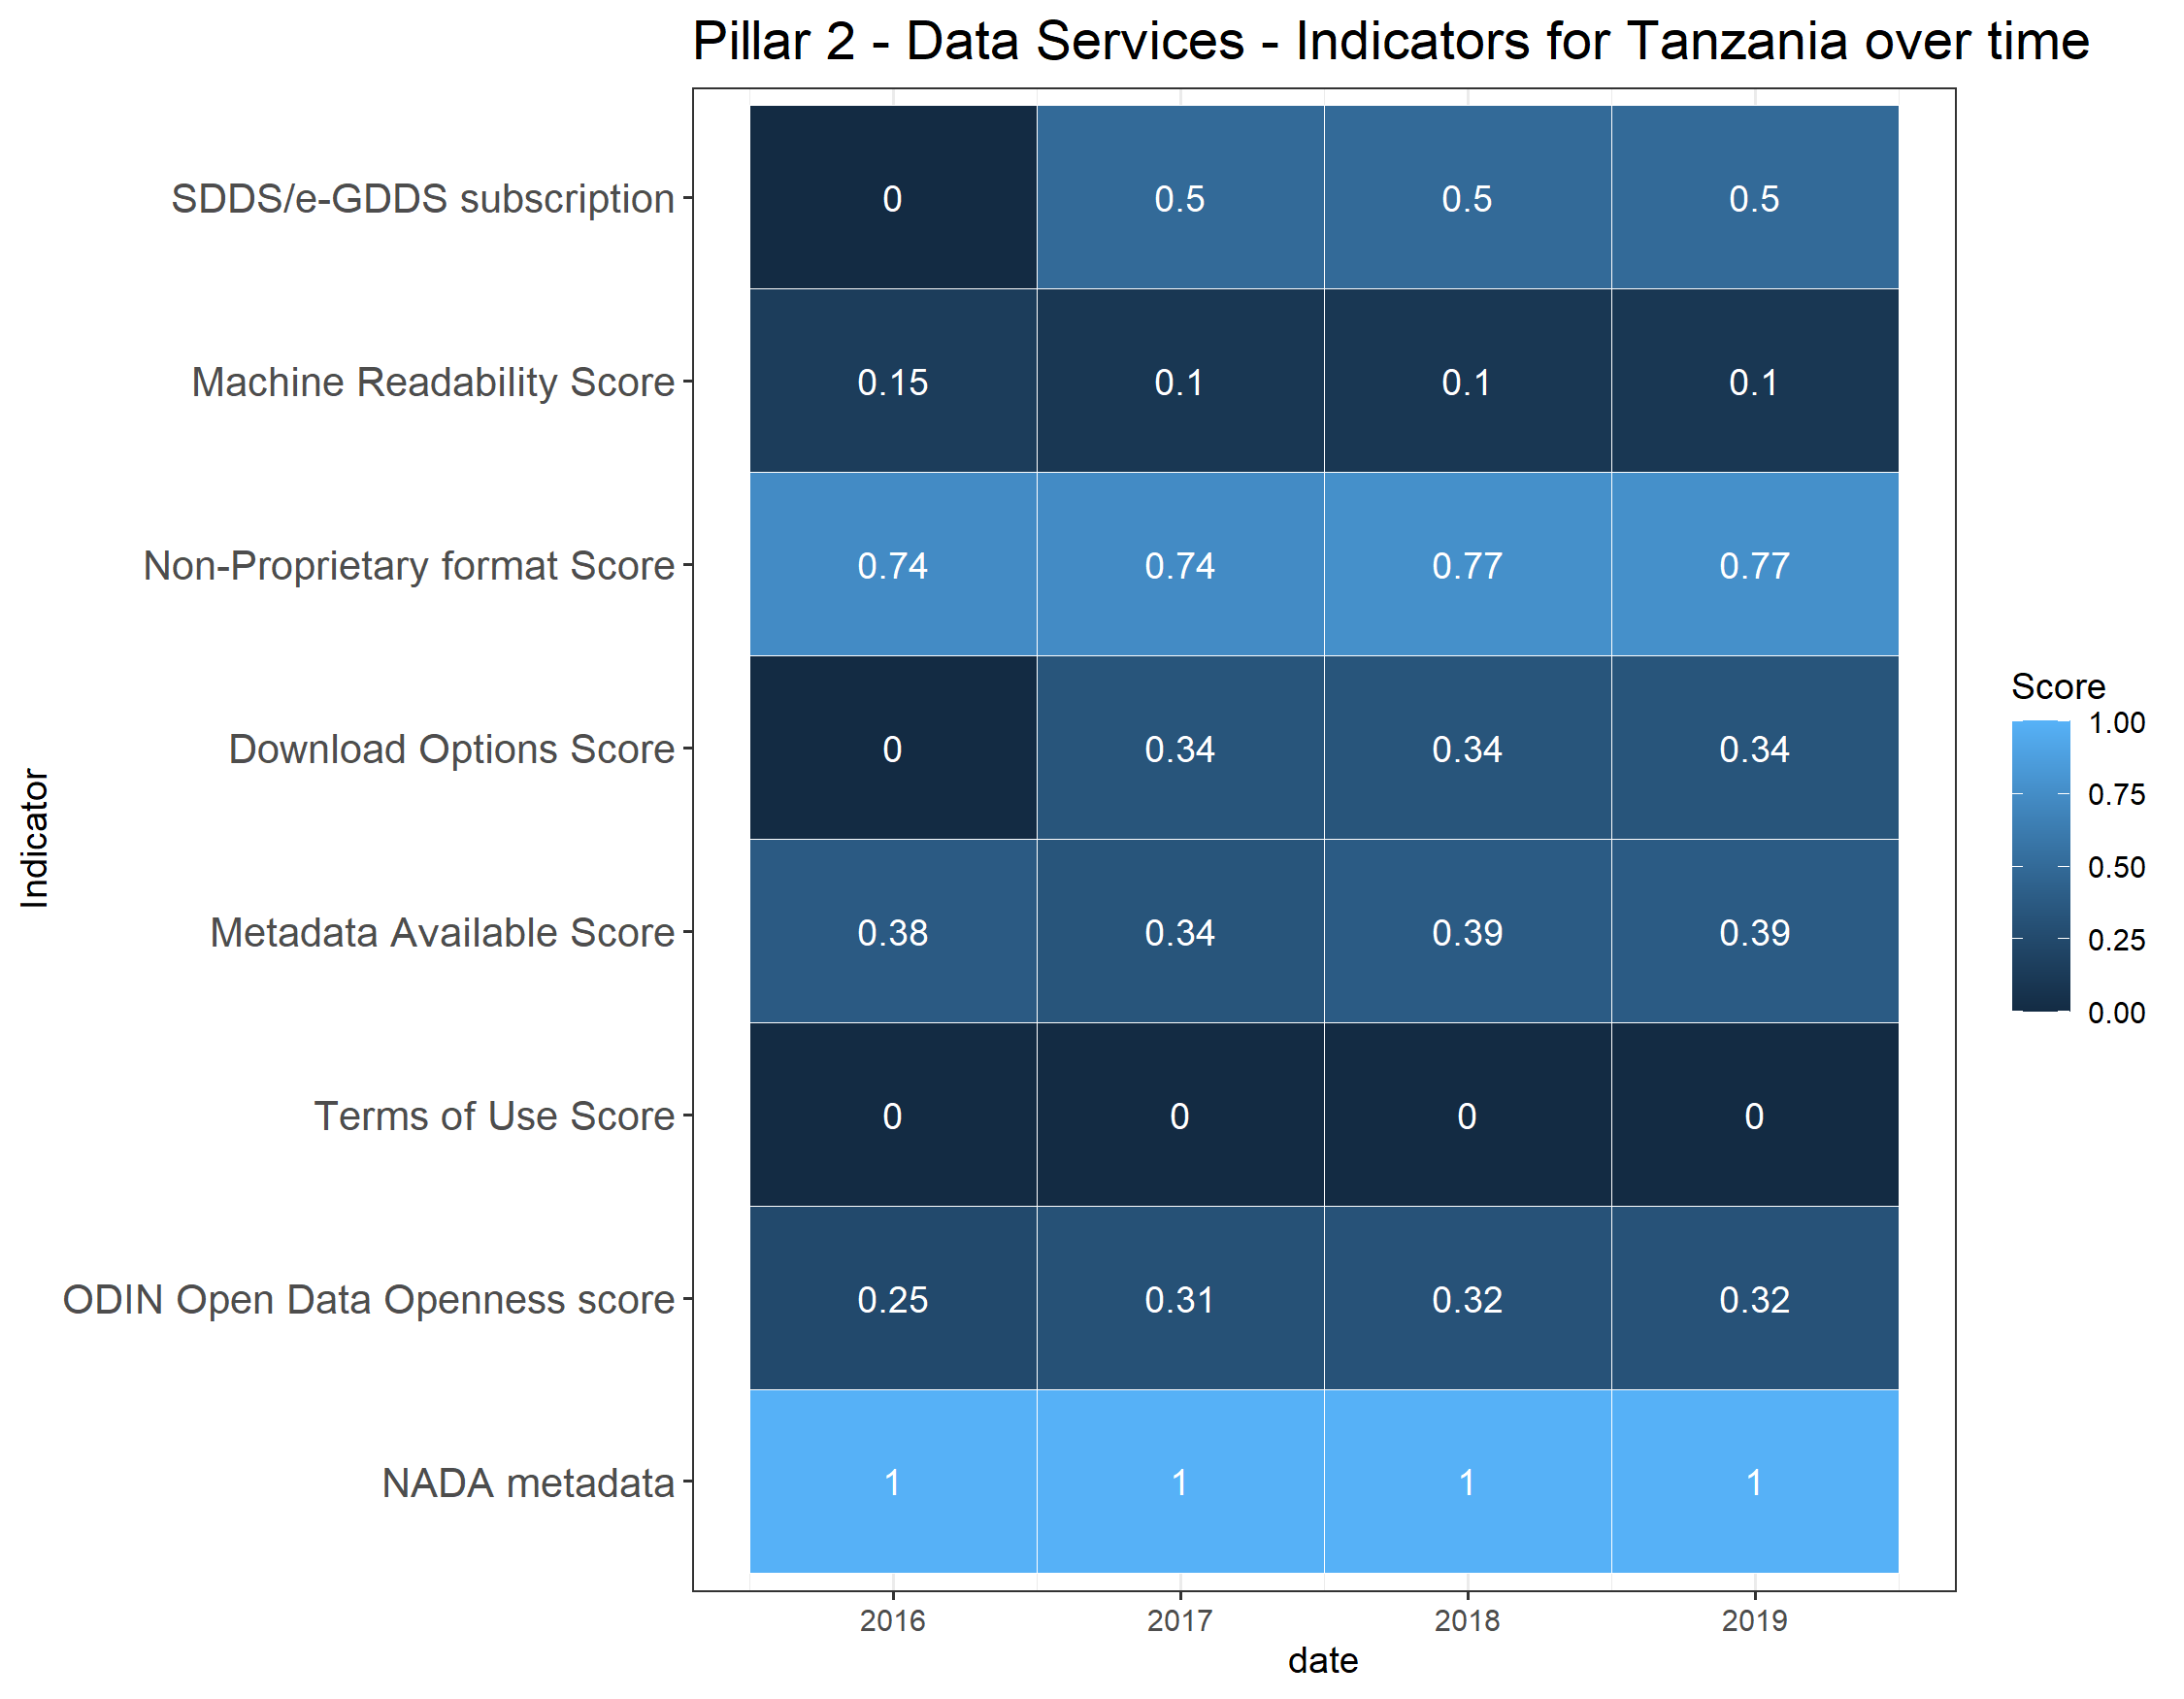 Pillar 2 - Data Services - Indicators for Tanzania over time
Indicator
SDDS/e-GDDS subscription 0 0.5 0.5 0.5
Machine Readability Score 0.15 0.1 0.1 0.1
Non-Proprietary format Score 0.74 0.74 0.77 0.77
Download Options Score 0 0.34 0.34 0.34
Metadata Available Score 0.38 0.34 0.39 0.39
Terms of Use Score 0 0 0 0
ODIN Open Data Openness score 0.25 0.31 0.32 0.32
NADA metadata 1 1 1 1
2016 2017 2018 2019
date
Score
1.00
0.75
0.50
0.25
0.00